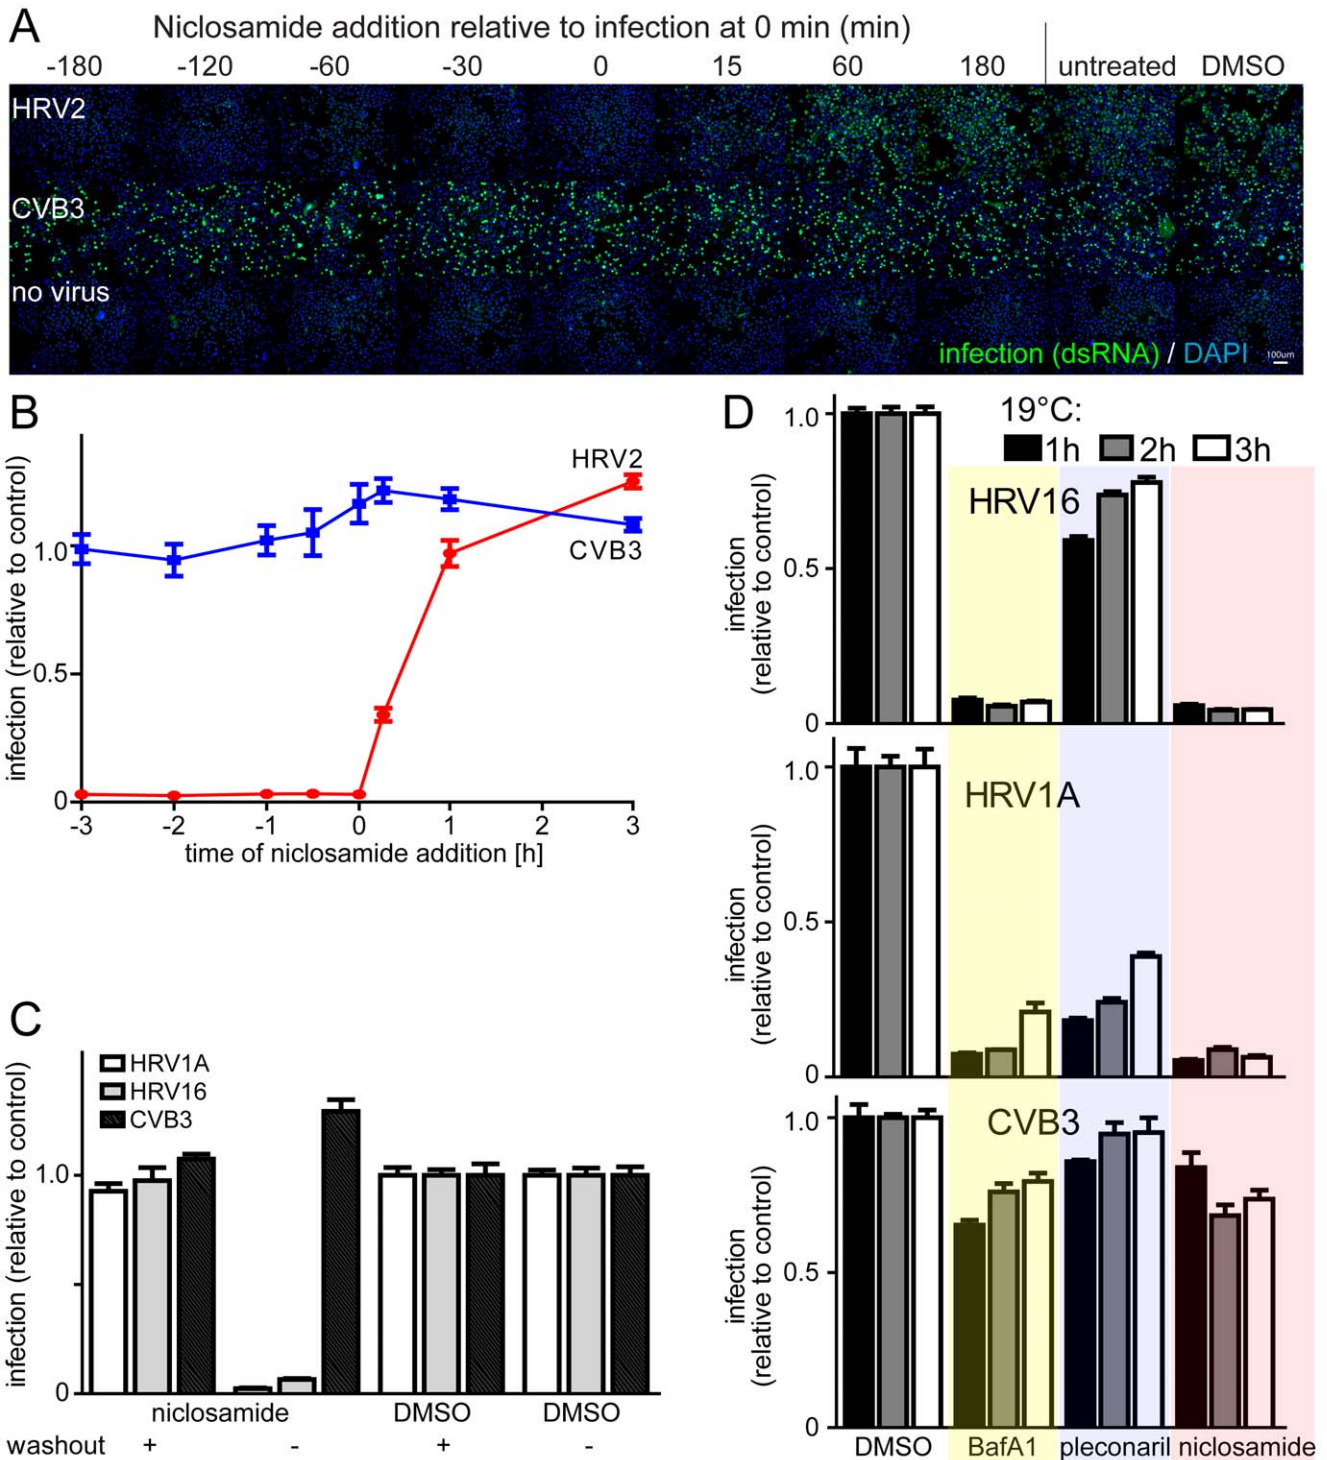 A
Niclosamide addition relative to infection at 0 min (min)
-180 -120 -60 -30 0 15 60 180 untreated DMSO
HRV2
CVB3
no virus
infection (dsRNA) / DAPI
100um
B
infection (relative to control)
1.0
0.5
0
HRV2
CVB3
-3 -2 -1 0 1 2 3
time of niclosamide addition [h]
C
infection (relative to control)
HRV1A
HRV16
CVB3
1.0
0
niclosamide DMSO DMSO
washout + - + -
D
19°C:
1h 2h 3h
infection
(relative to control)
1.0
0.5
0
HRV16
infection
(relative to control)
1.0
0.5
0
HRV1A
infection
(relative to control)
1.0
0.5
0
CVB3
DMSO BafA1 pleconaril niclosamide